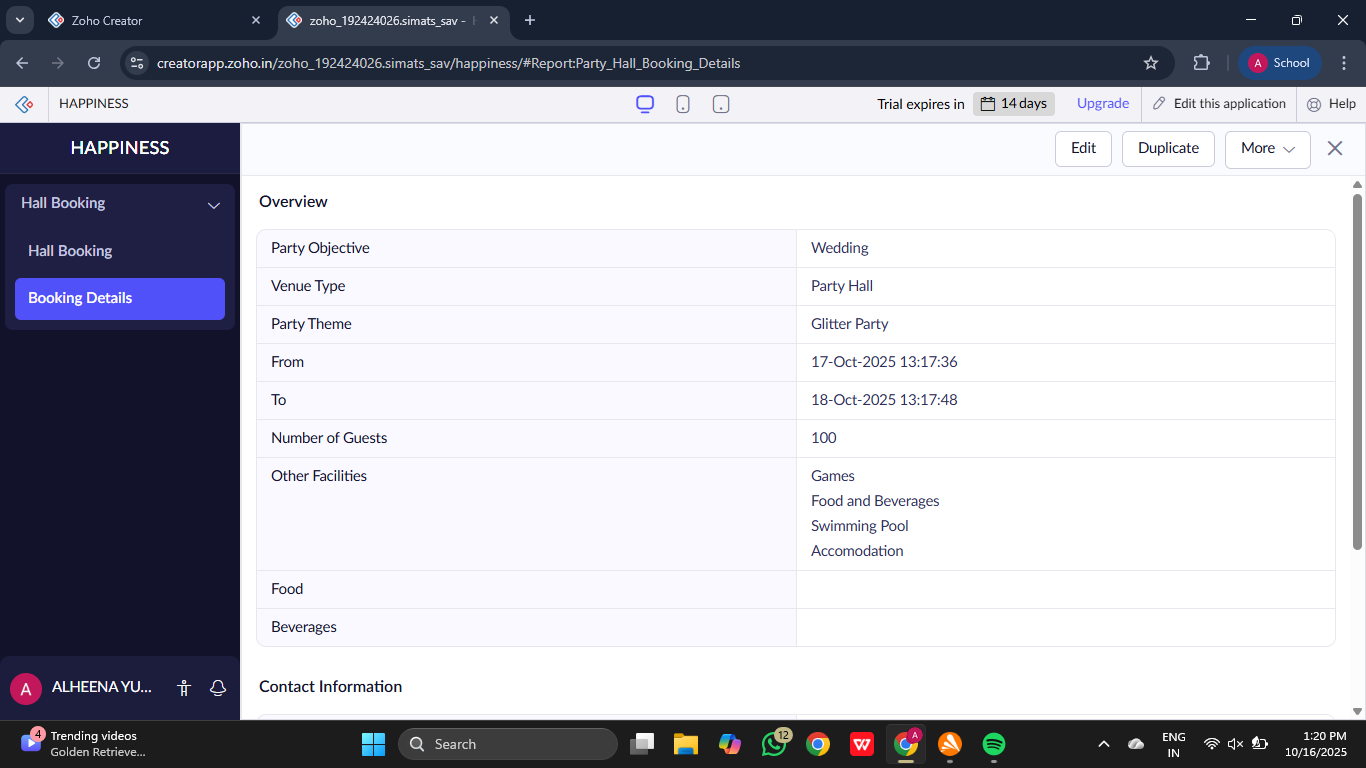 Zoho Creator
zoho_192424026.simats_sav -
creatorapp.zoho.in/zoho_192424026.simats_sav/happiness/#Report:Party_Hall_Booking_Details
A School
HAPPINESS
Trial expires in 14 days Upgrade Edit this application Help
HAPPINESS
Edit Duplicate More
Hall Booking
Hall Booking
Booking Details
Overview
Party Objective Wedding
Venue Type Party Hall
Party Theme Glitter Party
From 17-Oct-2025 13:17:36
To 18-Oct-2025 13:17:48
Number of Guests 100
Other Facilities Games
Food and Beverages
Swimming Pool
Accomodation
Food
Beverages
Contact Information
A ALHEENA YU...
4 Trending videos
Golden Retrieve...
Search
12
W
A
ENG
IN
1:20 PM
10/16/2025